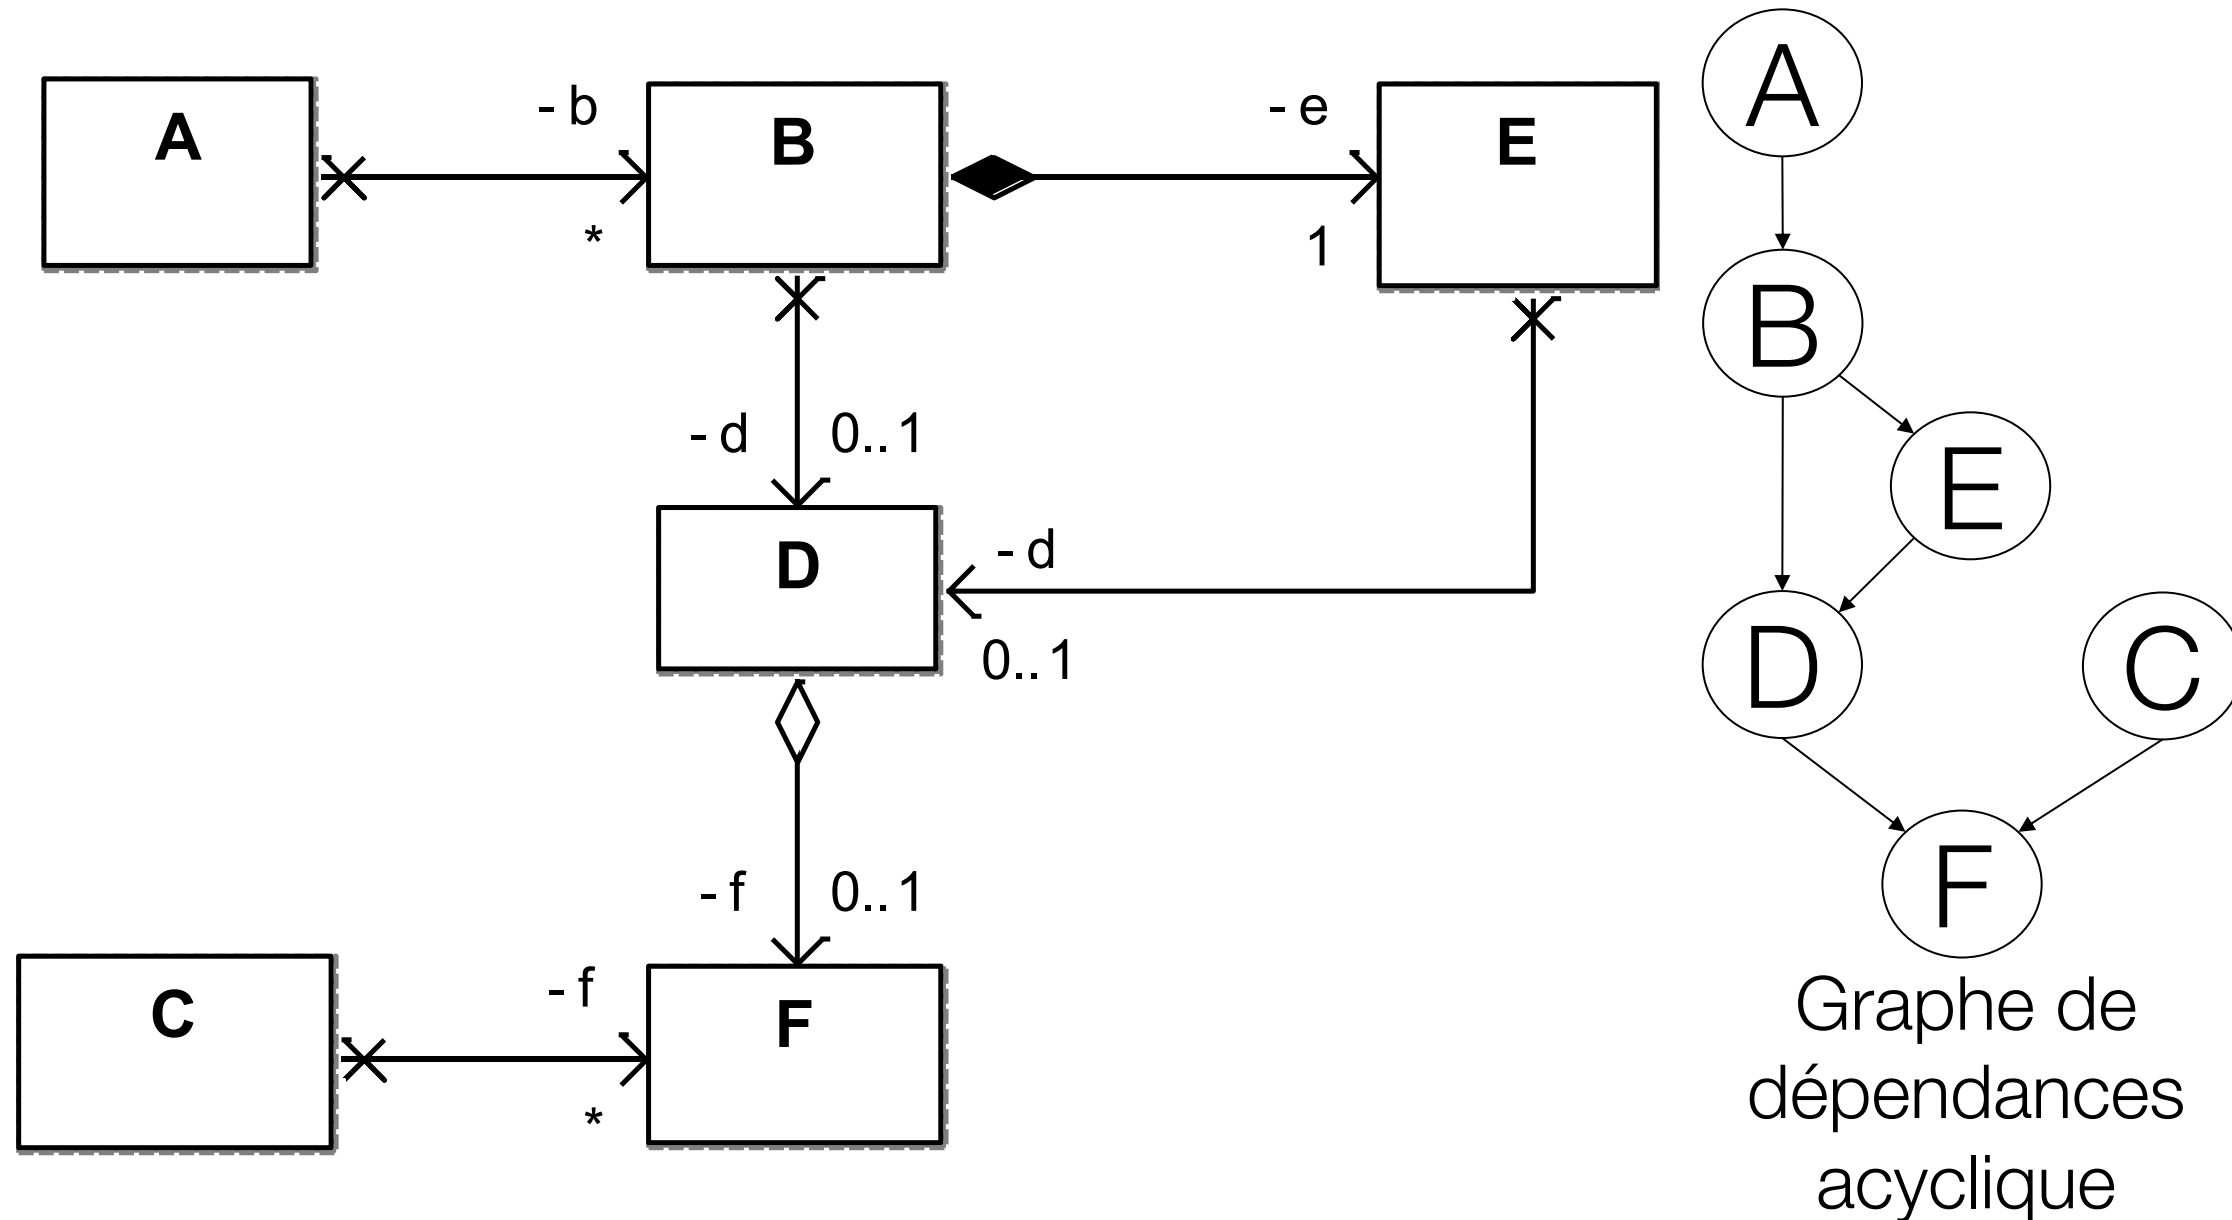 A
- b
*
B
- e
1
E
- d
0..1
D
- d
0..1
- f
0..1
C
- f
*
F
A
B
E
D
C
F
Graphe de
dépendances
acyclique